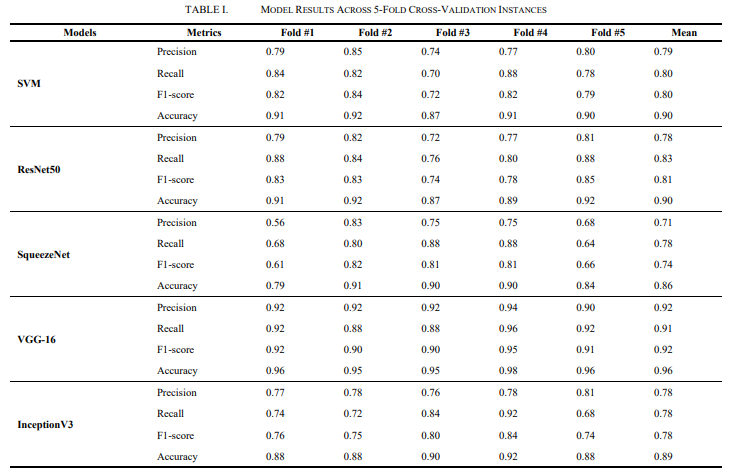 TABLE I. MODEL RESULTS ACROSS 5-FOLD CROSS-VALIDATION INSTANCES
Models Metrics Fold #1 Fold #2 Fold #3 Fold #4 Fold #5 Mean
SVM
Precision 0.79 0.85 0.74 0.77 0.80 0.79
Recall 0.84 0.82 0.70 0.88 0.78 0.80
F1-score 0.82 0.84 0.72 0.82 0.79 0.80
Accuracy 0.91 0.92 0.87 0.91 0.90 0.90
ResNet50
Precision 0.79 0.82 0.72 0.77 0.81 0.78
Recall 0.88 0.84 0.76 0.80 0.88 0.83
F1-score 0.83 0.83 0.74 0.78 0.85 0.81
Accuracy 0.91 0.92 0.87 0.89 0.92 0.90
SqueezeNet
Precision 0.56 0.83 0.75 0.75 0.68 0.71
Recall 0.68 0.80 0.88 0.88 0.64 0.78
F1-score 0.61 0.82 0.81 0.81 0.66 0.74
Accuracy 0.79 0.91 0.90 0.90 0.84 0.86
VGG-16
Precision 0.92 0.92 0.92 0.94 0.90 0.92
Recall 0.92 0.88 0.88 0.96 0.92 0.91
F1-score 0.92 0.90 0.90 0.95 0.91 0.92
Accuracy 0.96 0.95 0.95 0.98 0.96 0.96
InceptionV3
Precision 0.77 0.78 0.76 0.78 0.81 0.78
Recall 0.74 0.72 0.84 0.92 0.68 0.78
F1-score 0.76 0.75 0.80 0.84 0.74 0.78
Accuracy 0.88 0.88 0.90 0.92 0.88 0.89